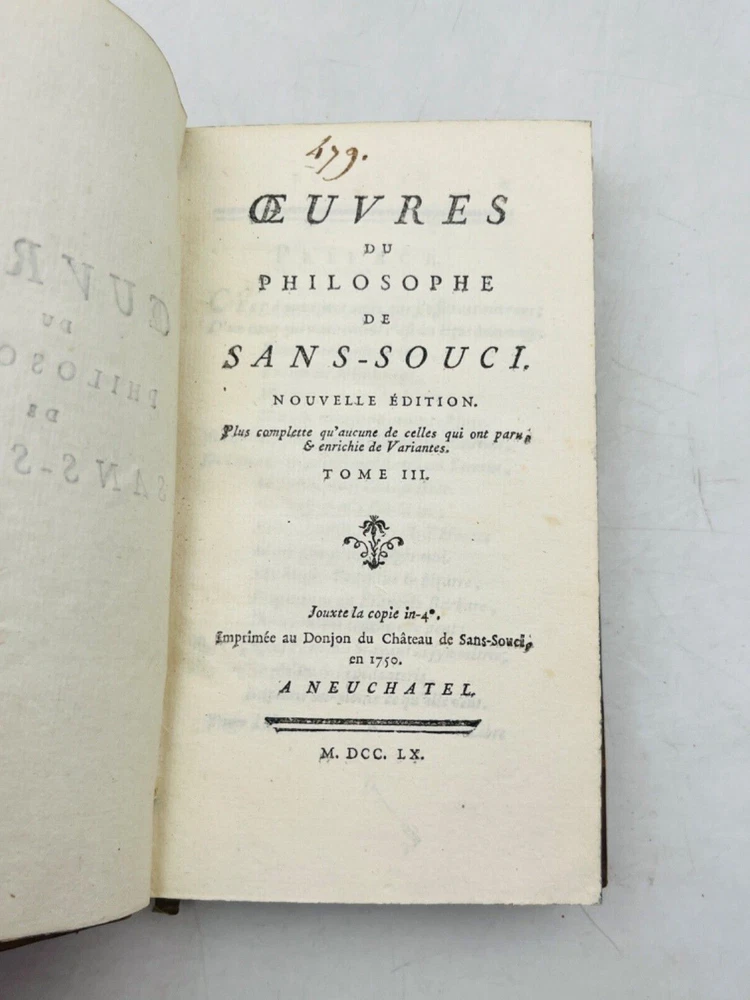 479.
ŒUVRES
DU
PHILOSOPHE
DE
SANS-SOUCI.
NOUVELLE ÉDITION.
Plus complette qu'aucune de celles qui ont paru,
& enrichie de Variantes.
TOME III.
Jouxte la copie in-4°.
Imprimée au Donjon du Château de Sans-Souci,
en 1750.
A NEUCHATEL.
M. DCC. LX.